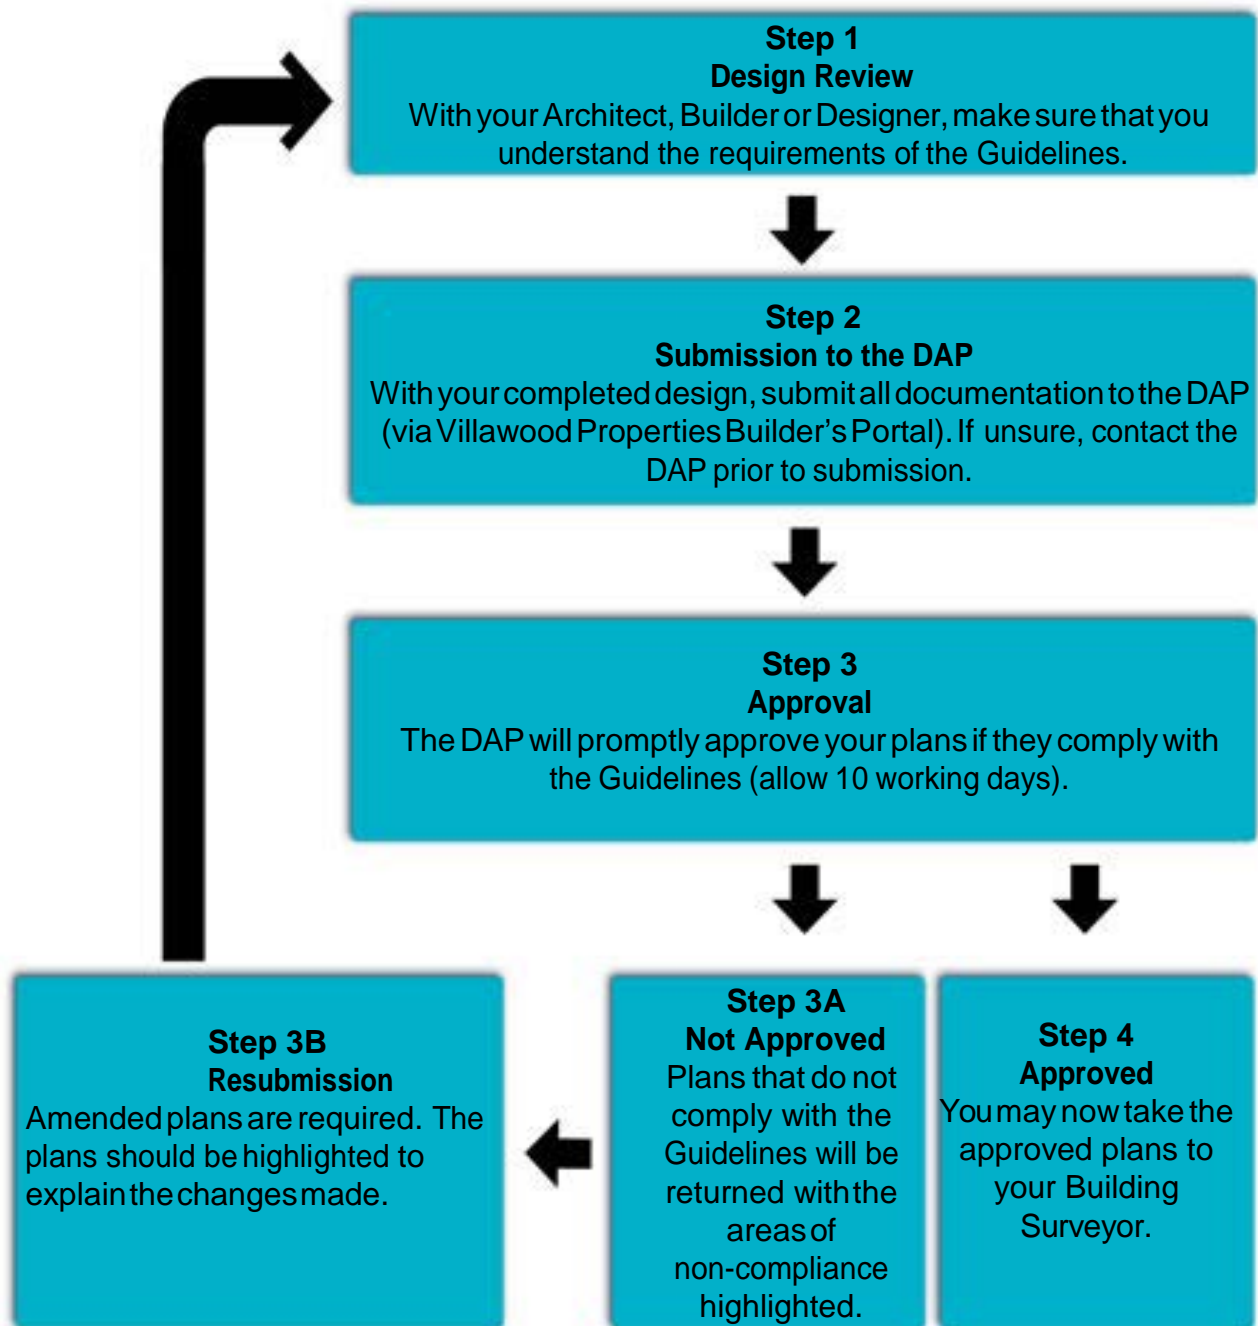 Step 1
Design Review
With your Architect, Builder or Designer, make sure that you
understand the requirements of the Guidelines.
Step 2
Submission to the DAP
With your completed design, submit all documentation to the DAP
(via Villawood Properties Builder's Portal). If unsure, contact the
DAP prior to submission.
Step 3
Approval
The DAP will promptly approve your plans if they comply with
the Guidelines (allow 10 working days).
Step 3B
Resubmission
Amended plans are required. The
plans should be highlighted to
explain the changes made.
Step 3A
Not Approved
Plans that do not
comply with the
Guidelines will be
returned with the
areas of
non-compliance
highlighted.
Step 4
Approved
You may now take the
approved plans to
your Building
Surveyor.